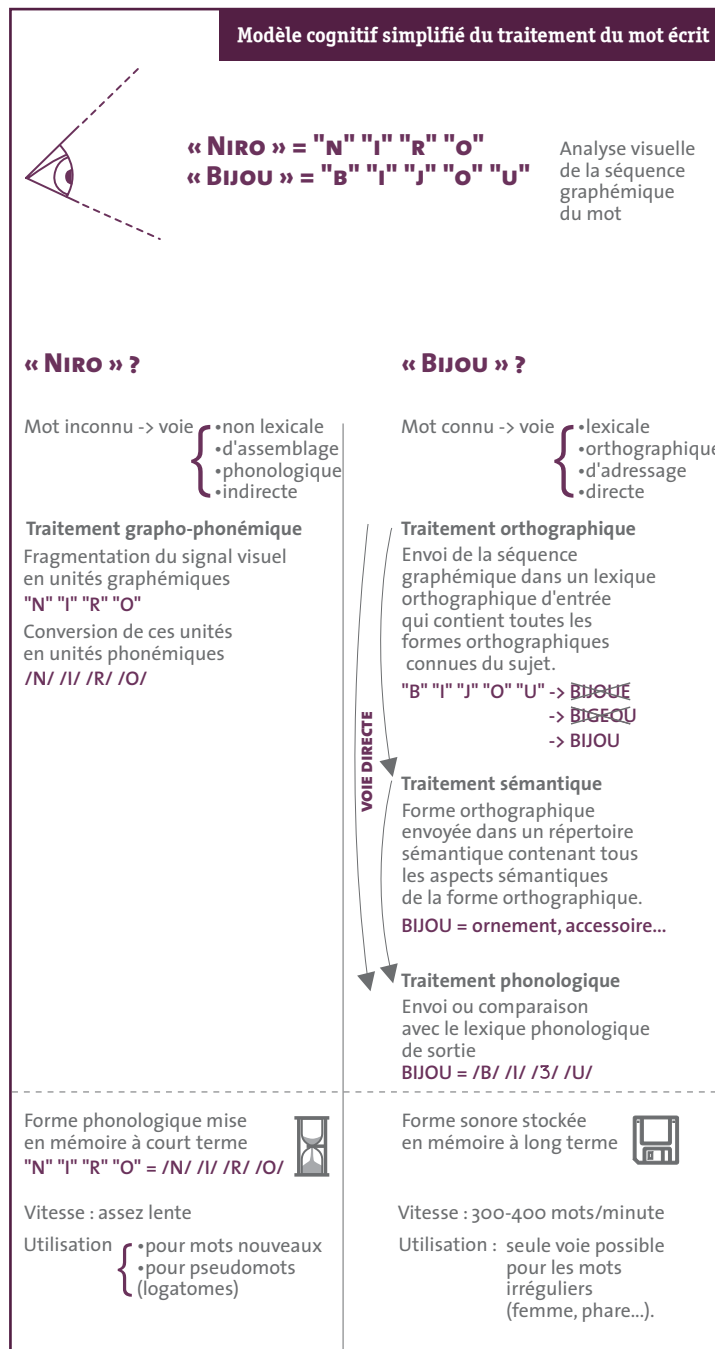 Modèle cognitif simplifié du traitement du mot écrit
« NIRO » = "N" "I" "R" "O"
« BIJOU » = "B" "I" "J" "O" "U"
Analyse visuelle
de la séquence
graphémique
du mot
« NIRO » ?
Mot inconnu -> voie
•non lexicale
•d'assemblage
•phonologique
•indirecte
Traitement grapho-phonémique
Fragmentation du signal visuel
en unités graphémiques
"N" "I" "R" "O"
Conversion de ces unités
en unités phonémiques
/N/ /I/ /R/ /O/
« BIJOU » ?
Mot connu -> voie
•lexicale
•orthographique
•d'adressage
•directe
VOIE DIRECTE
Traitement orthographique
Envoi de la séquence
graphémique dans un lexique
orthographique d'entrée
qui contient toutes les
formes orthographiques
connues du sujet.
"B" "I" "J" "O" "U" -> BIJOUE
-> BIGEOU
-> BIJOU
Traitement sémantique
Forme orthographique
envoyée dans un répertoire
sémantique contenant tous
les aspects sémantiques
de la forme orthographique.
BIJOU = ornement, accessoire...
Traitement phonologique
Envoi ou comparaison
avec le lexique phonologique
de sortie
BIJOU = /B/ /I/ /3/ /U/
Forme phonologique mise
en mémoire à court terme
"N" "I" "R" "O" = /N/ /I/ /R/ /O/
Vitesse : assez lente
Utilisation
•pour mots nouveaux
•pour pseudomots
(logatomes)
Forme sonore stockée
en mémoire à long terme
Vitesse : 300-400 mots/minute
Utilisation : seule voie possible
pour les mots
irréguliers
(femme, phare...).